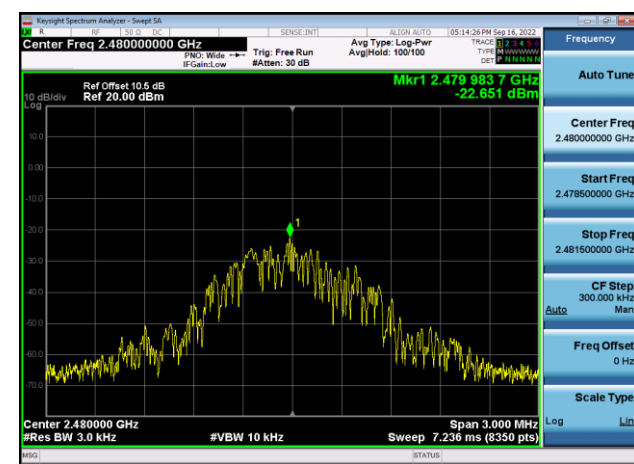 Keysight Spectrum Analyzer - Swept SA
R RF 50 Ω DC SENSE:INT ALIGN AUTO 05:14:26 PM Sep 16, 2022
Center Freq 2.480000000 GHz
PNO: Wide
IFGain:Low
Trig: Free Run
#Atten: 30 dB
Avg Type: Log-Pwr
Avg|Hold: 100/100
TRACE 1 2 3 4 5 6
TYPE M WWWWW
DET P N N N N N
Ref Offset 10.5 dB
10 dB/div Ref 20.00 dBm
Log
Mkr1 2.479 983 7 GHz
-22.651 dBm
10.0
0.00
-10.0
-20.0
-30.0
-40.0
-50.0
-60.0
-70.0
1
Center 2.480000 GHz Span 3.000 MHz
#Res BW 3.0 kHz #VBW 10 kHz Sweep 7.236 ms (8350 pts)
MSG STATUS
Frequency
Auto Tune
Center Freq
2.480000000 GHz
Start Freq
2.478500000 GHz
Stop Freq
2.481500000 GHz
CF Step
300.000 kHz
Auto Man
Freq Offset
0 Hz
Scale Type
Log Lin